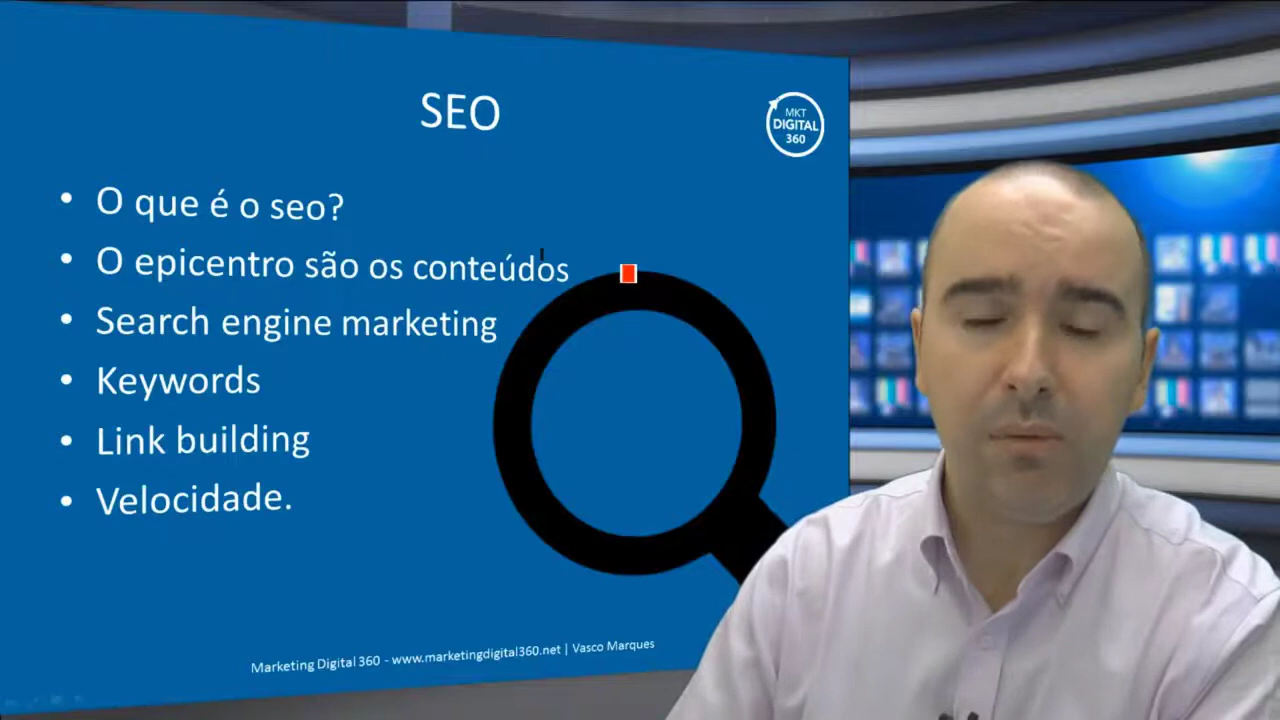 SEO
MKT
DIGITAL
360
• O que é o seo?
• O epicentro são os conteúdos
• Search engine marketing
• Keywords
• Link building
• Velocidade.
Marketing Digital 360 - www.marketingdigital360.net | Vasco Marques